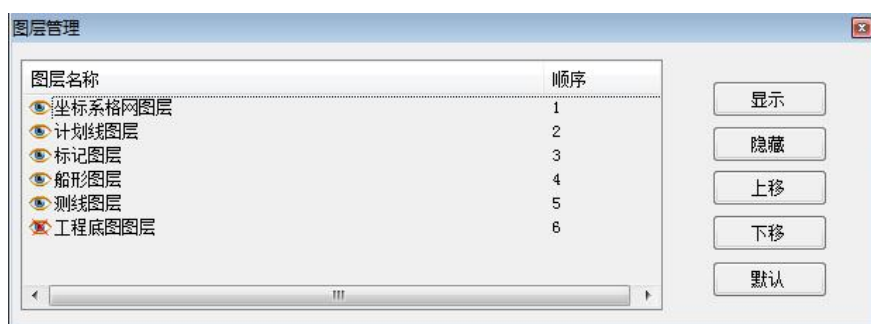 图层管理
图层名称 顺序
坐标系格网图层 1
计划线图层 2
标记图层 3
船形图层 4
测线图层 5
工程底图图层 6
显示
隐藏
上移
下移
默认